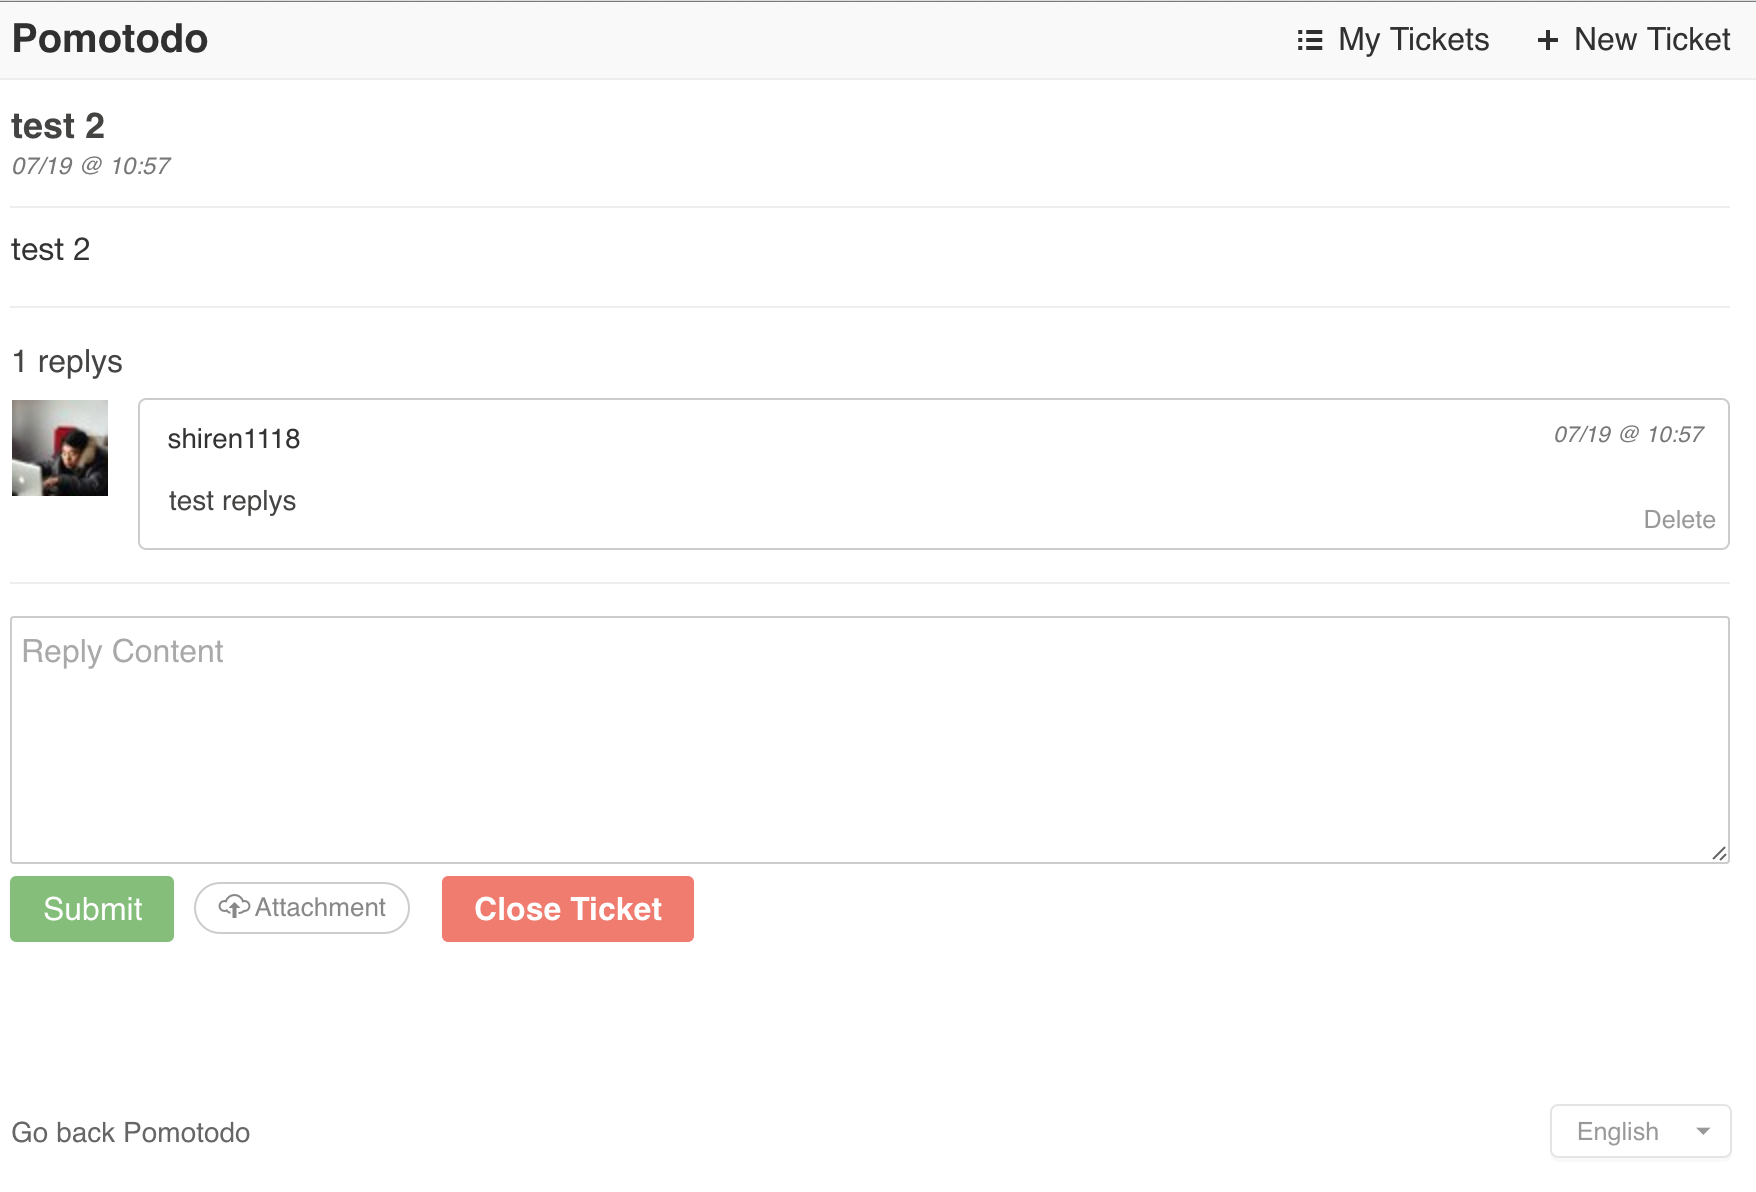 Pomotodo
My Tickets
New Ticket
test 2
07/19 @ 10:57
test 2
1 replys
shiren1118
07/19 @ 10:57
test replys
Delete
Reply Content
Submit
Attachment
Close Ticket
Go back Pomotodo
English